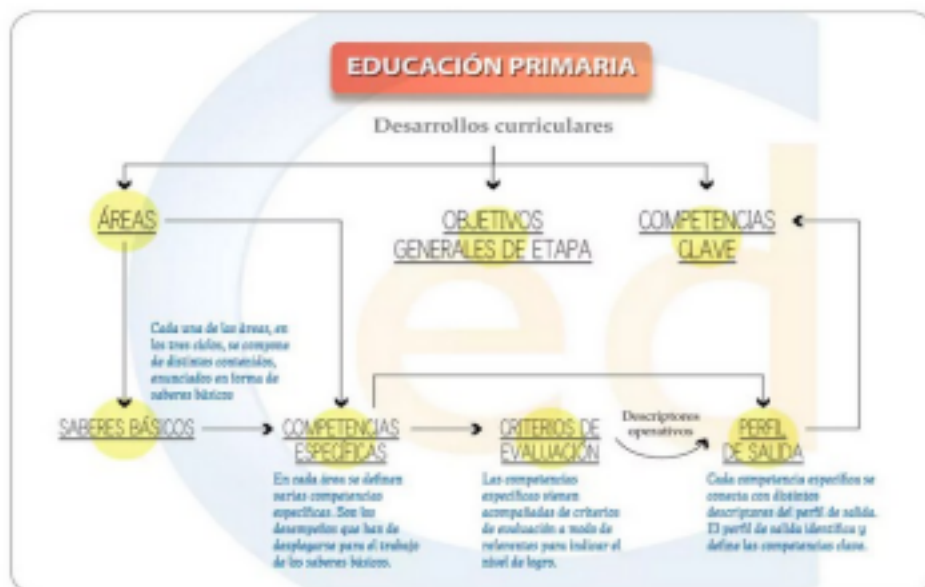 EDUCACIÓN PRIMARIA
Desarrollos curriculares
ÁREAS
OBJETIVOS
GENERALES DE ETAPA
COMPETENCIAS
CLAVE
Cada una de las áreas, en
los tres ciclos, se compone
de distintos contenidos,
enunciados en forma de
saberes básicos
SABERES BÁSICOS
COMPETENCIAS
ESPECÍFICAS
CRITERIOS DE
EVALUACIÓN
Descriptores
operativos
PERFIL
DE SALIDA
En cada área se definen
varias competencias
específicas. Son los
desempeños que han de
desplegarse para el trabajo
de los saberes básicos.
Las competencias
específicas vienen
acompañadas de criterios
de evaluación a modo de
referentes para indicar el
nivel de logro.
Cada competencia específica se
conecta con distintos
descriptores del perfil de salida.
El perfil de salida identifica y
define las competencias clave.
ed